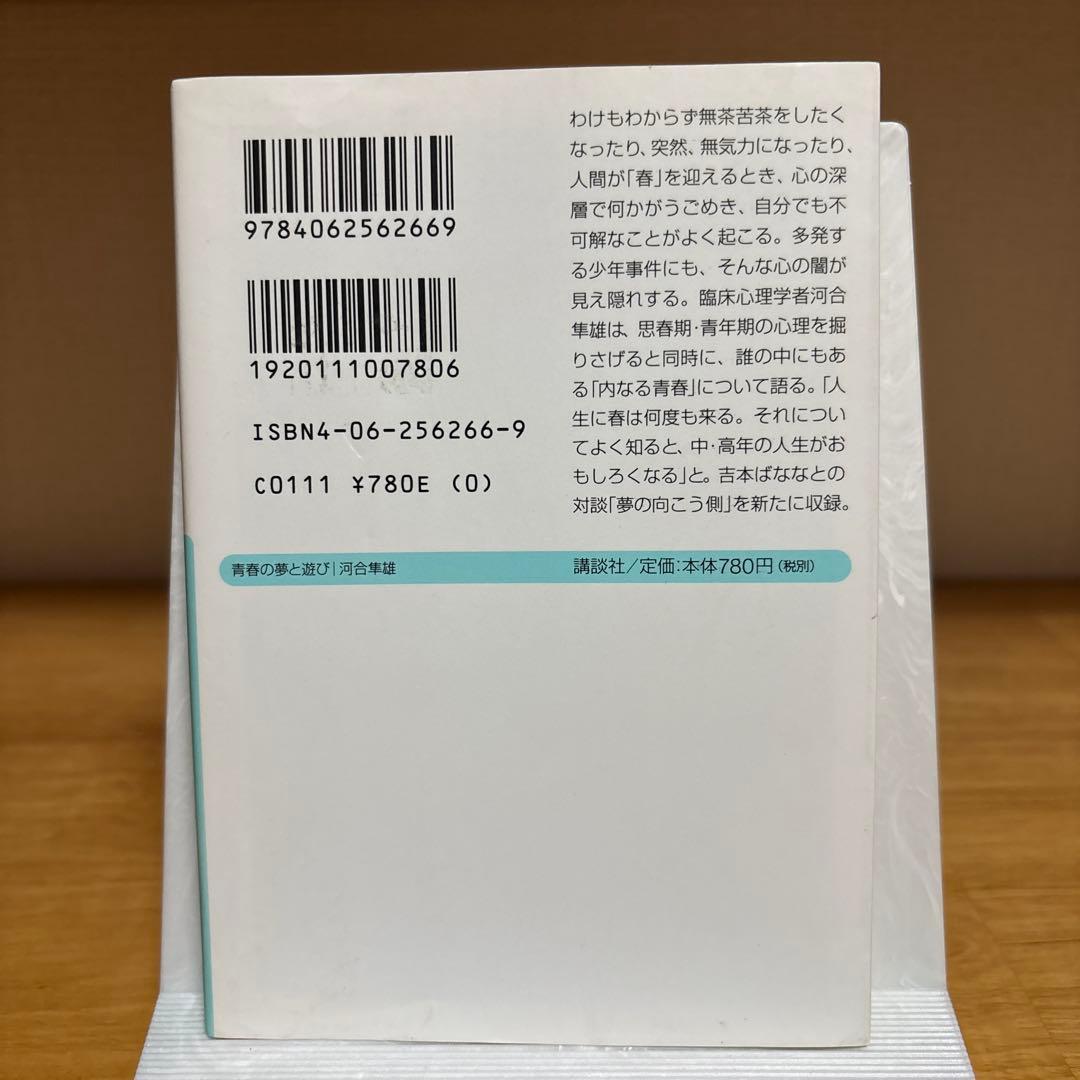 9784062562669
1920111007806
ISBN4-06-256266-9
C0111 ¥780E (0)
わけもわからず無茶苦茶をしたく
なったり、突然、無気力になったり、
人間が「春」を迎えるとき、心の深
層で何かがうごめき、自分でも不
可解なことがよく起こる。多発す
る少年事件にも、そんな心の闇が
見え隠れする。臨床心理学者河合
隼雄は、思春期・青年期の心理を掘
りさげると同時に、誰の中にもあ
る「内なる青春」について語る。「人
生に春は何度も来る。それについ
てよく知ると、中・高年の人生がお
もしろくなる」と。吉本ばななとの
対談「夢の向こう側」を新たに収録。
青春の夢と遊び|河合隼雄
講談社/定価:本体780円(税別)